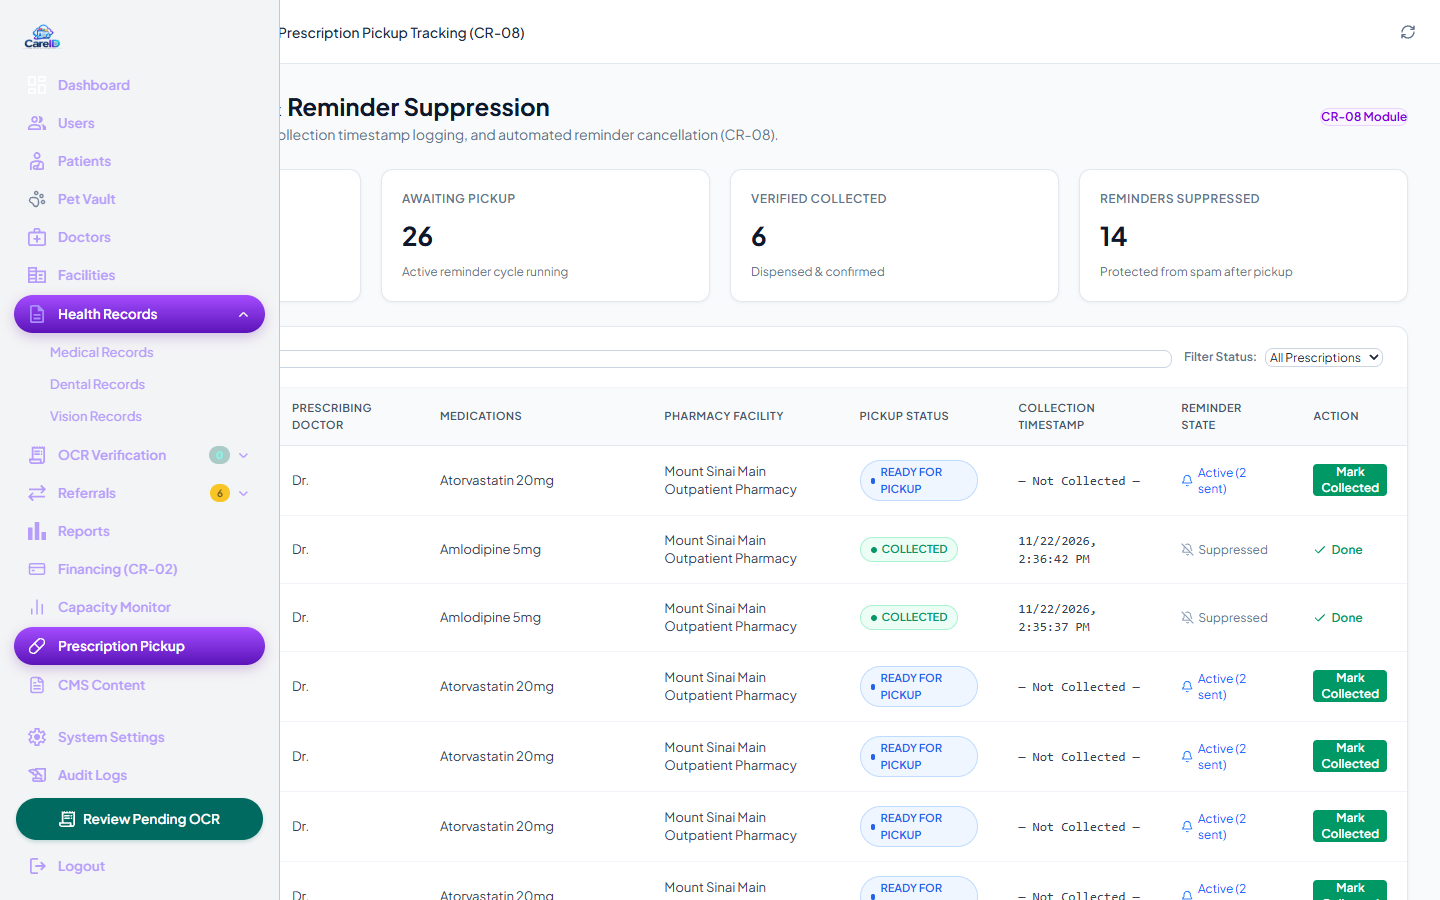 CareID
Dashboard
Users
Patients
Pet Vault
Doctors
Facilities
Health Records
Medical Records
Dental Records
Vision Records
OCR Verification 0
Referrals 6
Reports
Financing (CR-02)
Capacity Monitor
Prescription Pickup
CMS Content
System Settings
Audit Logs
Review Pending OCR
Logout
Prescription Pickup Tracking (CR-08)
Reminder Suppression
ollection timestamp logging, and automated reminder cancellation (CR-08).
CR-08 Module
AWAITING PICKUP
26
Active reminder cycle running
VERIFIED COLLECTED
6
Dispensed & confirmed
REMINDERS SUPPRESSED
14
Protected from spam after pickup
Filter Status: All Prescriptions
PRESCRIBING DOCTOR MEDICATIONS PHARMACY FACILITY PICKUP STATUS COLLECTION TIMESTAMP REMINDER STATE ACTION
Dr. Atorvastatin 20mg Mount Sinai Main Outpatient Pharmacy READY FOR PICKUP — Not Collected — Active (2 sent) Mark Collected
Dr. Amlodipine 5mg Mount Sinai Main Outpatient Pharmacy COLLECTED 11/22/2026, 2:36:42 PM Suppressed Done
Dr. Amlodipine 5mg Mount Sinai Main Outpatient Pharmacy COLLECTED 11/22/2026, 2:35:37 PM Suppressed Done
Dr. Atorvastatin 20mg Mount Sinai Main Outpatient Pharmacy READY FOR PICKUP — Not Collected — Active (2 sent) Mark Collected
Dr. Atorvastatin 20mg Mount Sinai Main Outpatient Pharmacy READY FOR PICKUP — Not Collected — Active (2 sent) Mark Collected
Dr. Atorvastatin 20mg Mount Sinai Main Outpatient Pharmacy READY FOR PICKUP — Not Collected — Active (2 sent) Mark Collected
Dr. Atorvastatin 20mg Mount Sinai Main READY FOR — Not Collected — Active (2 Mark Collected